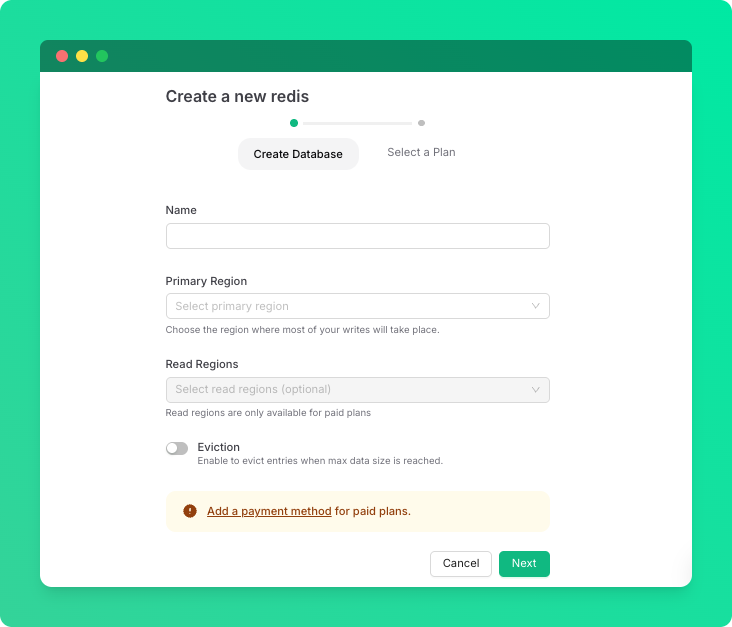 Create a new redis
Create Database
Select a Plan
Name
Primary Region
Select primary region
Choose the region where most of your writes will take place.
Read Regions
Select read regions (optional)
Read regions are only available for paid plans
Eviction
Enable to evict entries when max data size is reached.
Add a payment method for paid plans.
Cancel
Next